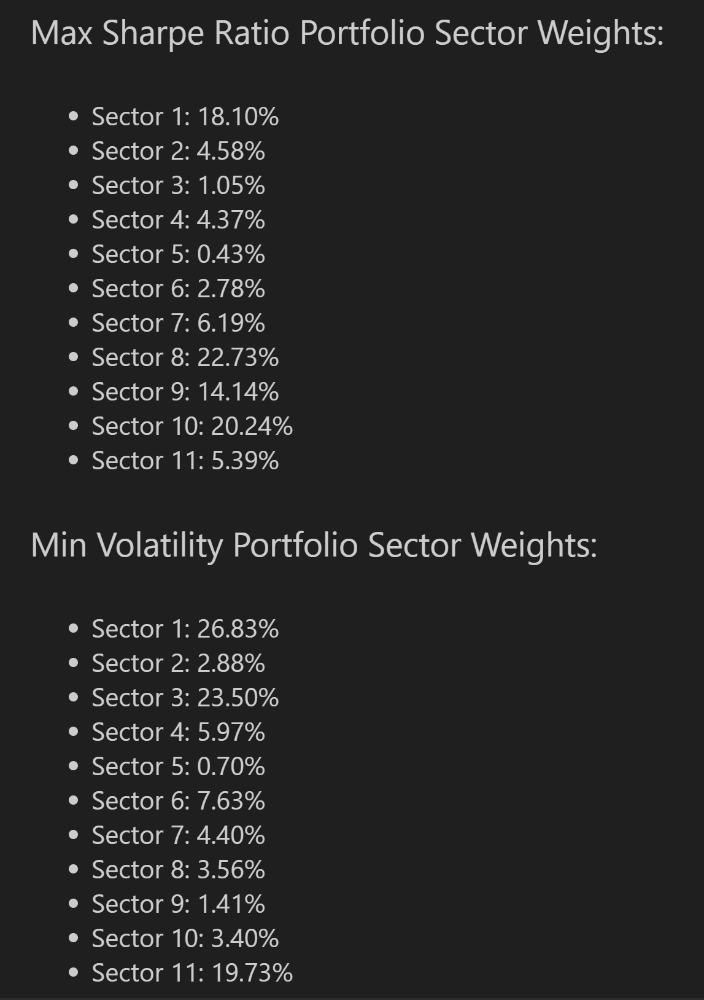 Max Sharpe Ratio Portfolio Sector Weights:
• Sector 1: 18.10%
• Sector 2: 4.58%
• Sector 3: 1.05%
• Sector 4: 4.37%
• Sector 5: 0.43%
• Sector 6: 2.78%
• Sector 7: 6.19%
• Sector 8: 22.73%
• Sector 9: 14.14%
• Sector 10: 20.24%
• Sector 11: 5.39%
Min Volatility Portfolio Sector Weights:
• Sector 1: 26.83%
• Sector 2: 2.88%
• Sector 3: 23.50%
• Sector 4: 5.97%
• Sector 5: 0.70%
• Sector 6: 7.63%
• Sector 7: 4.40%
• Sector 8: 3.56%
• Sector 9: 1.41%
• Sector 10: 3.40%
• Sector 11: 19.73%